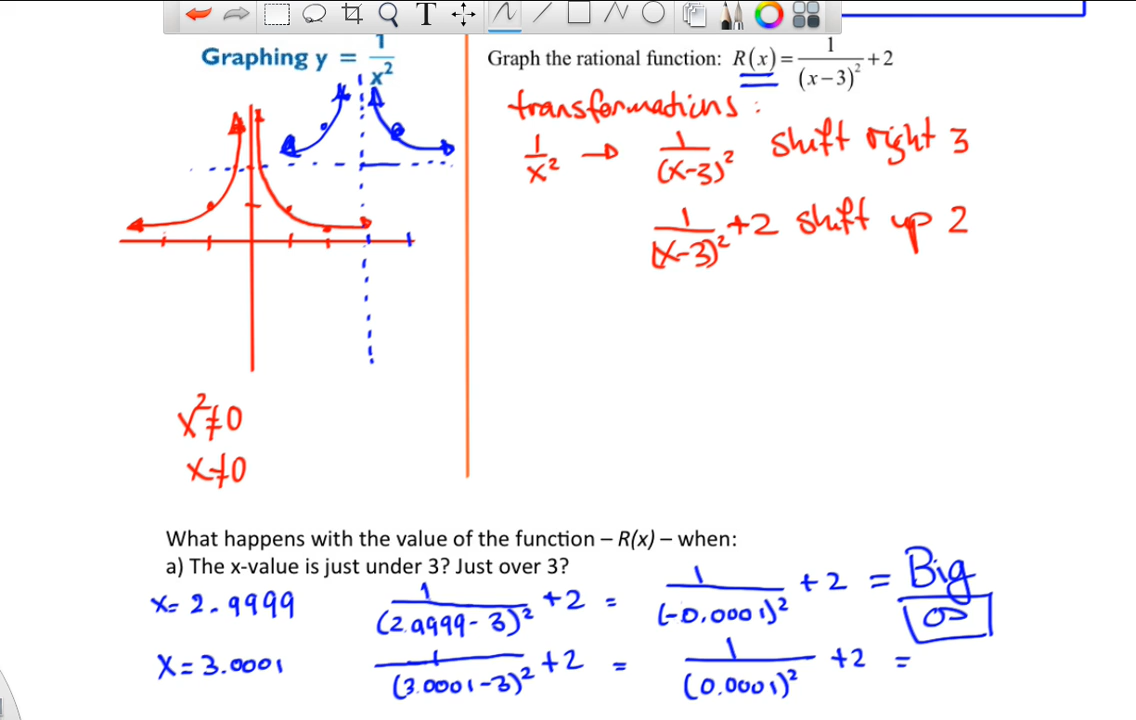 T
Graphing y = 1/x²
Graph the rational function: R(x) = 1/(x−3)² + 2
transformations:
1/x² → 1/(x-3)² shift right 3
1/(x-3)² +2 shift up 2
x²≠0
x≠0
What happens with the value of the function – R(x) – when:
a) The x-value is just under 3? Just over 3?
x= 2.9999 1/(2.9999-3)² +2 = 1/(-0.0001)² +2 = Big
∞
x=3.0001 1/(3.0001-3)² +2 = 1/(0.0001)² +2 =